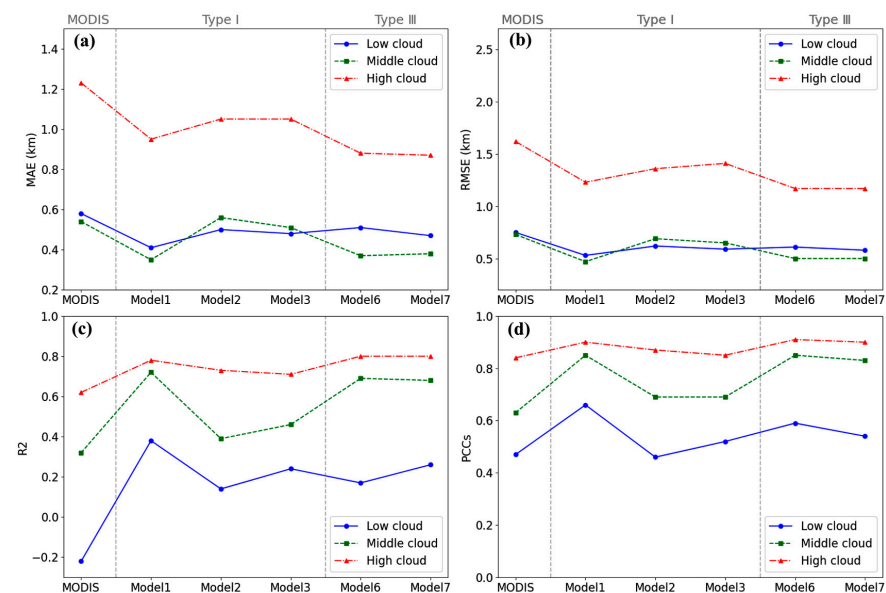 MODIS Type Ⅰ Type Ⅲ
(a)
Low cloud
Middle cloud
High cloud
MAE (km)
1.4
1.2
1.0
0.8
0.6
0.4
0.2
MODIS Model1 Model2 Model3 Model6 Model7
MODIS Type Ⅰ Type Ⅲ
(b)
Low cloud
Middle cloud
High cloud
RMSE (km)
2.5
2.0
1.5
1.0
0.5
MODIS Model1 Model2 Model3 Model6 Model7
(c)
R2
1.0
0.8
0.6
0.4
0.2
0.0
−0.2
Low cloud
Middle cloud
High cloud
MODIS Model1 Model2 Model3 Model6 Model7
(d)
PCCs
1.0
0.8
0.6
0.4
0.2
0.0
Low cloud
Middle cloud
High cloud
MODIS Model1 Model2 Model3 Model6 Model7